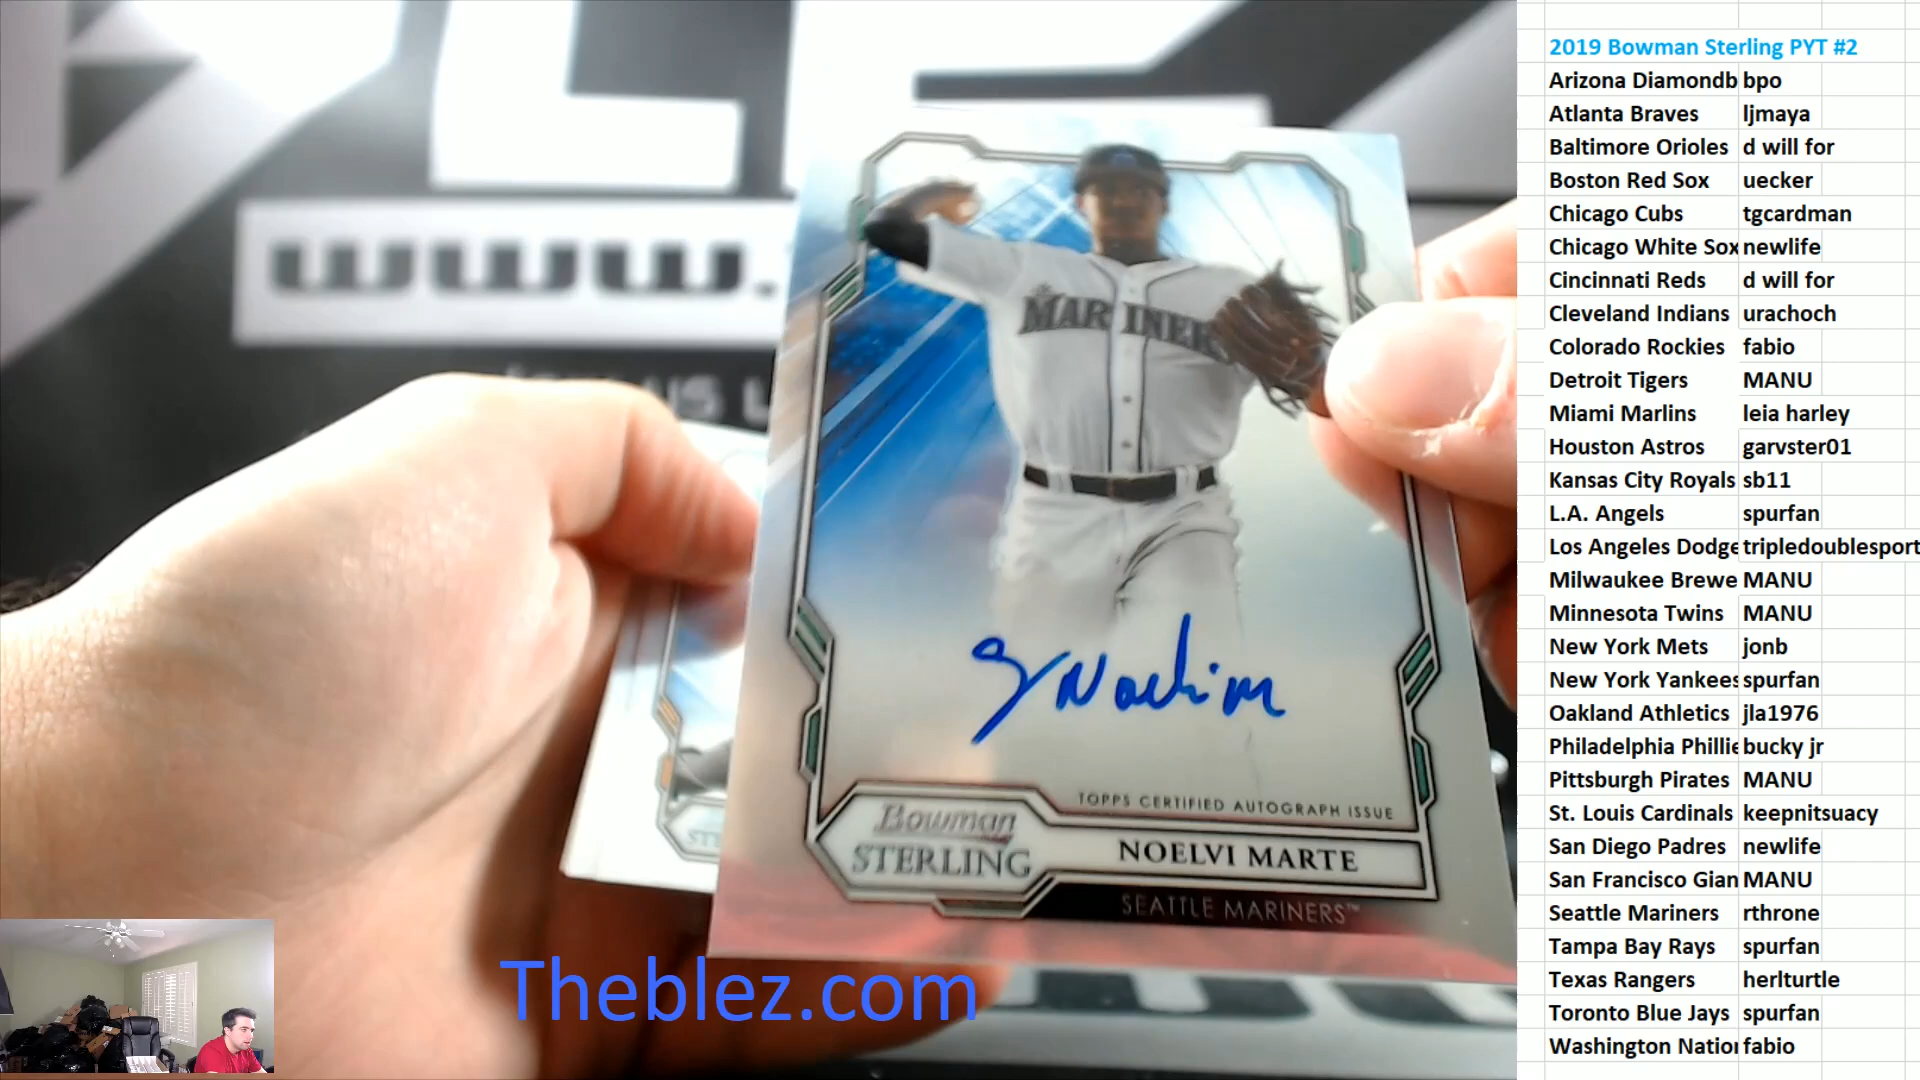 www.
MARINER
Bowman
STERLING
TOPPS CERTIFIED AUTOGRAPH ISSUE
NOELVI MARTE
SEATTLE MARINERS™
Theblez.com
2019 Bowman Sterling PYT #2
Arizona Diamondb bpo
Atlanta Braves ljmaya
Baltimore Orioles d will for
Boston Red Sox uecker
Chicago Cubs tgcardman
Chicago White Sox newlife
Cincinnati Reds d will for
Cleveland Indians urachoch
Colorado Rockies fabio
Detroit Tigers MANU
Miami Marlins leia harley
Houston Astros garvster01
Kansas City Royals sb11
L.A. Angels spurfan
Los Angeles Dodge tripledoublesport
Milwaukee Brewe MANU
Minnesota Twins MANU
New York Mets jonb
New York Yankees spurfan
Oakland Athletics jla1976
Philadelphia Phillie bucky jr
Pittsburgh Pirates MANU
St. Louis Cardinals keepnitsuacy
San Diego Padres newlife
San Francisco Gian MANU
Seattle Mariners rthrone
Tampa Bay Rays spurfan
Texas Rangers herlturtle
Toronto Blue Jays spurfan
Washington Natio fabio